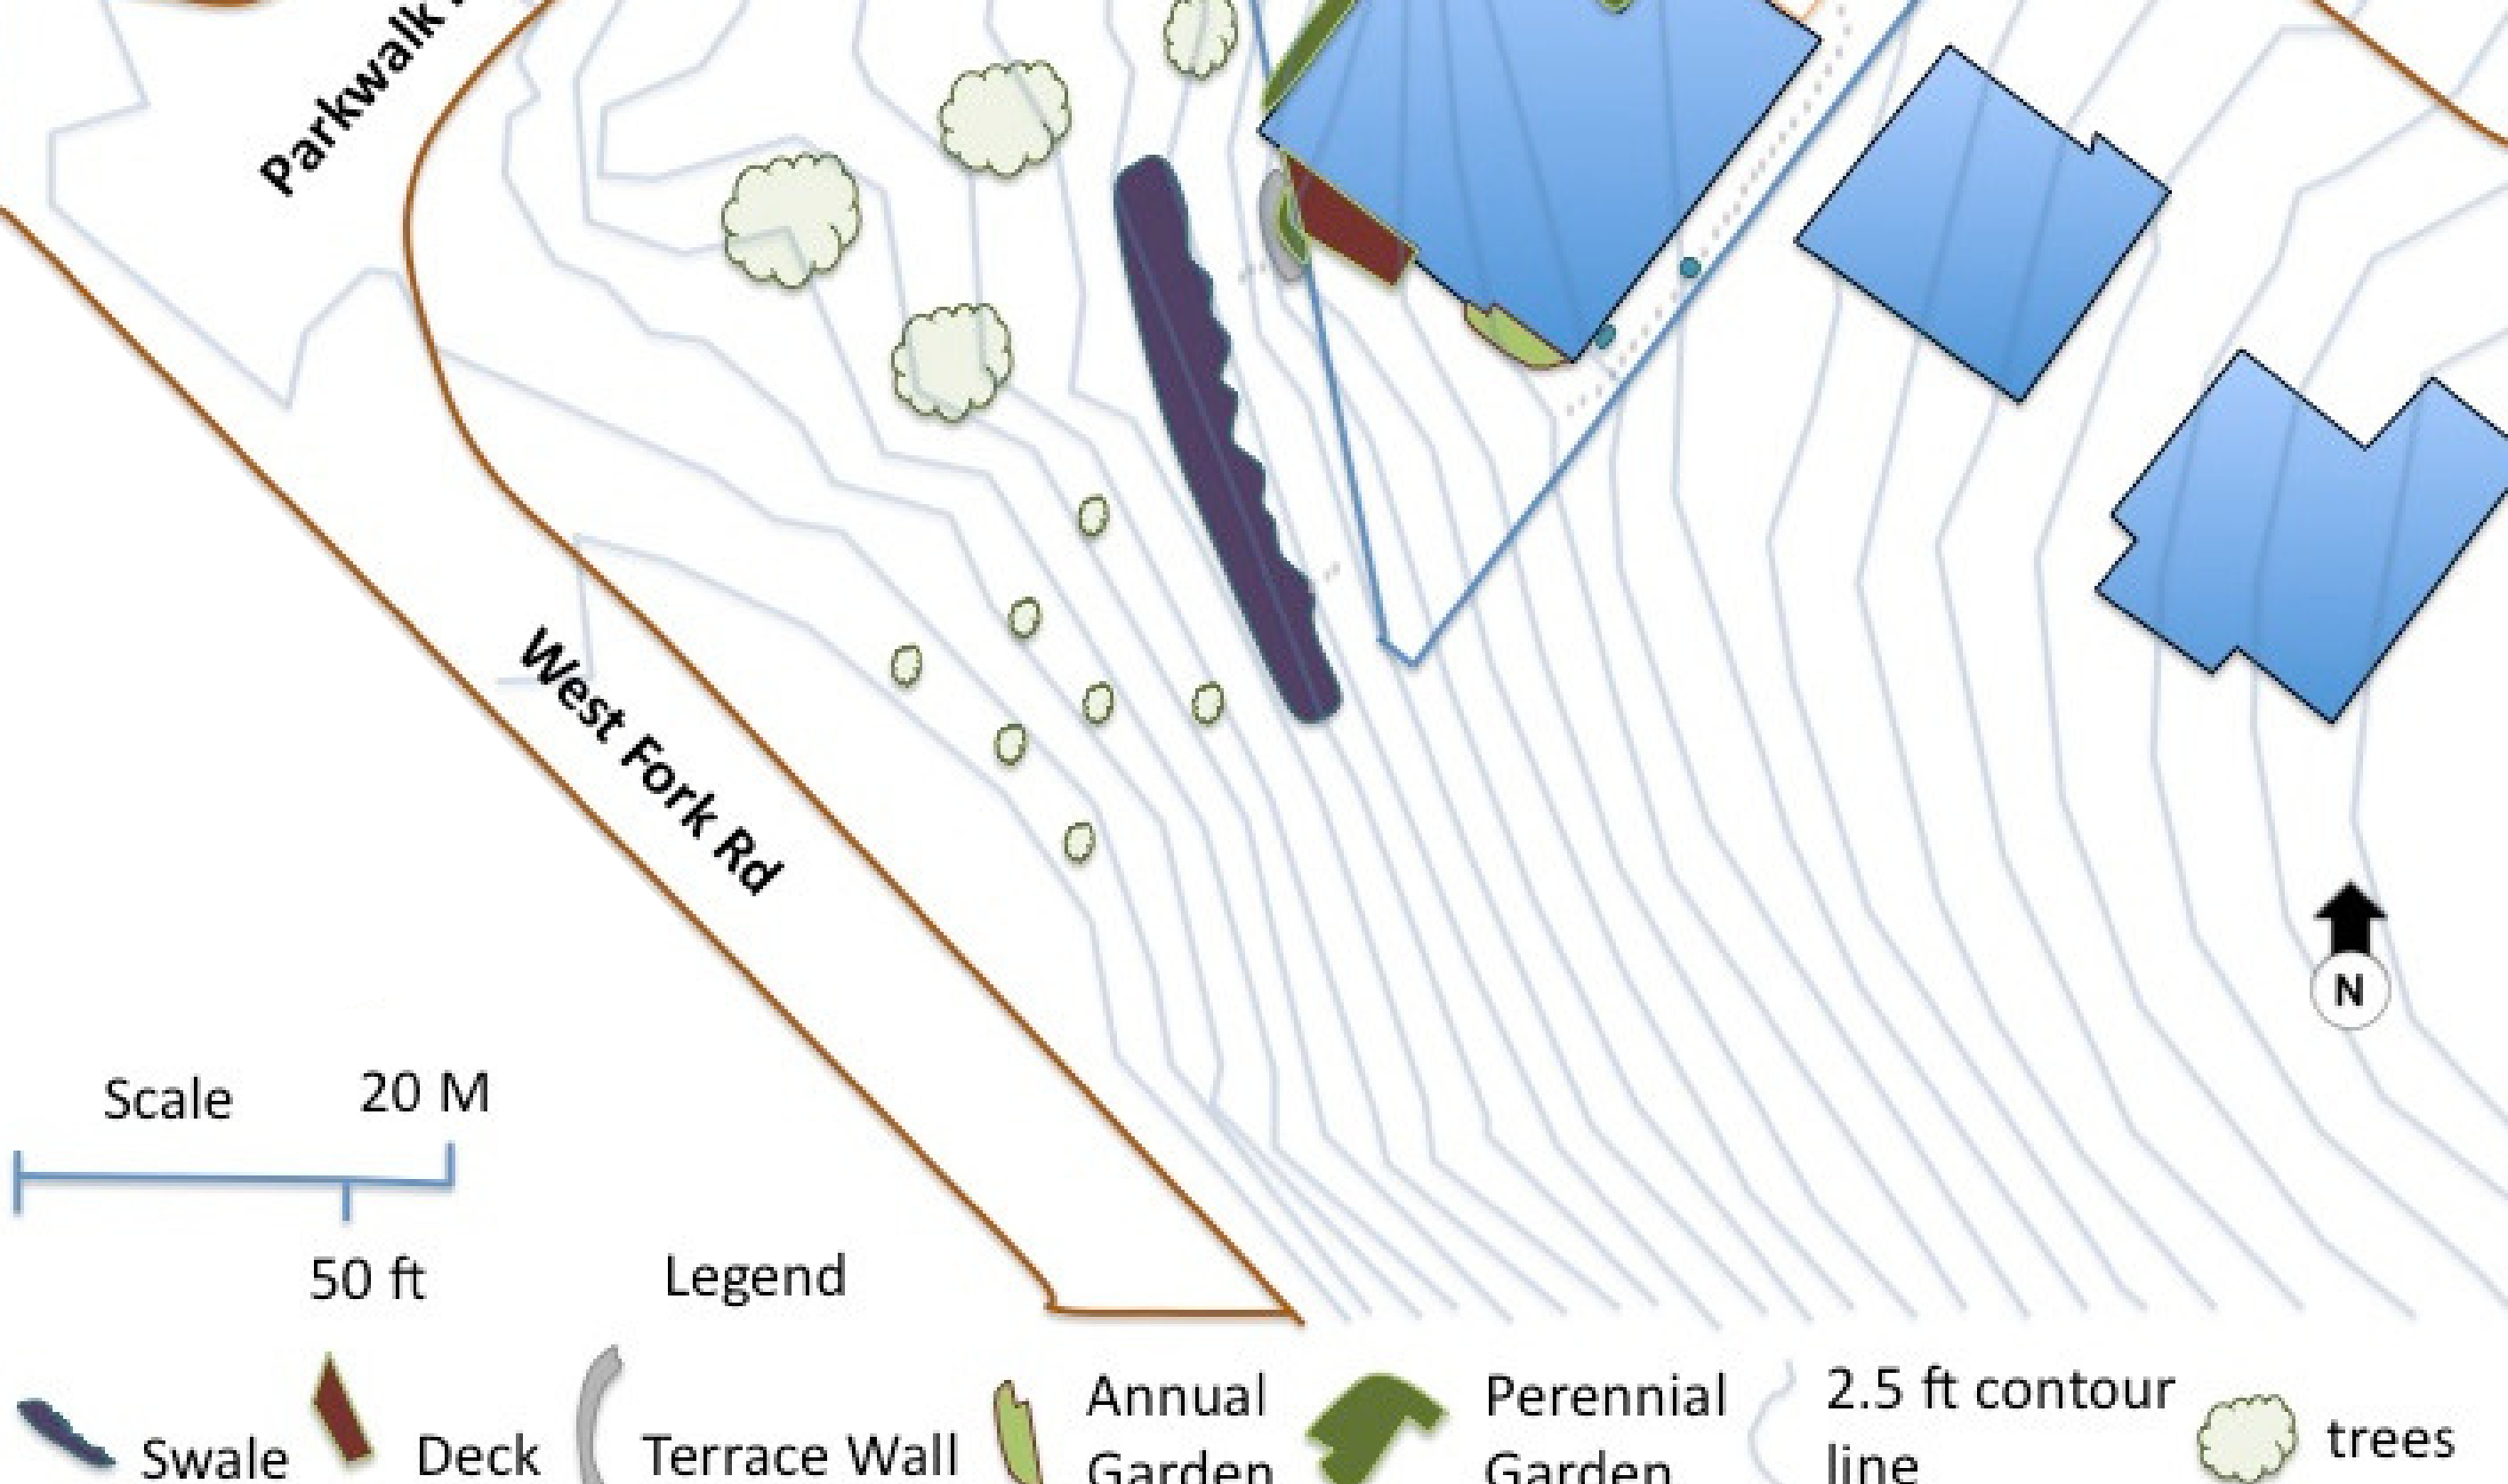 Parkwalk
West Fork Rd
N
Scale
20 M
50 ft
Legend
Swale
Deck
Terrace Wall
Annual
Garden
Perennial
Garden
2.5 ft contour
line
trees